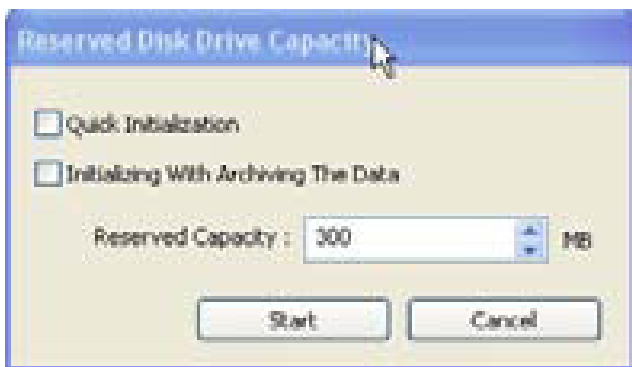 Reserved Disk Drive Capacity
Quick Initialization
Initializing With Archiving The Data
Reserved Capacity : 300 MB
Start Cancel